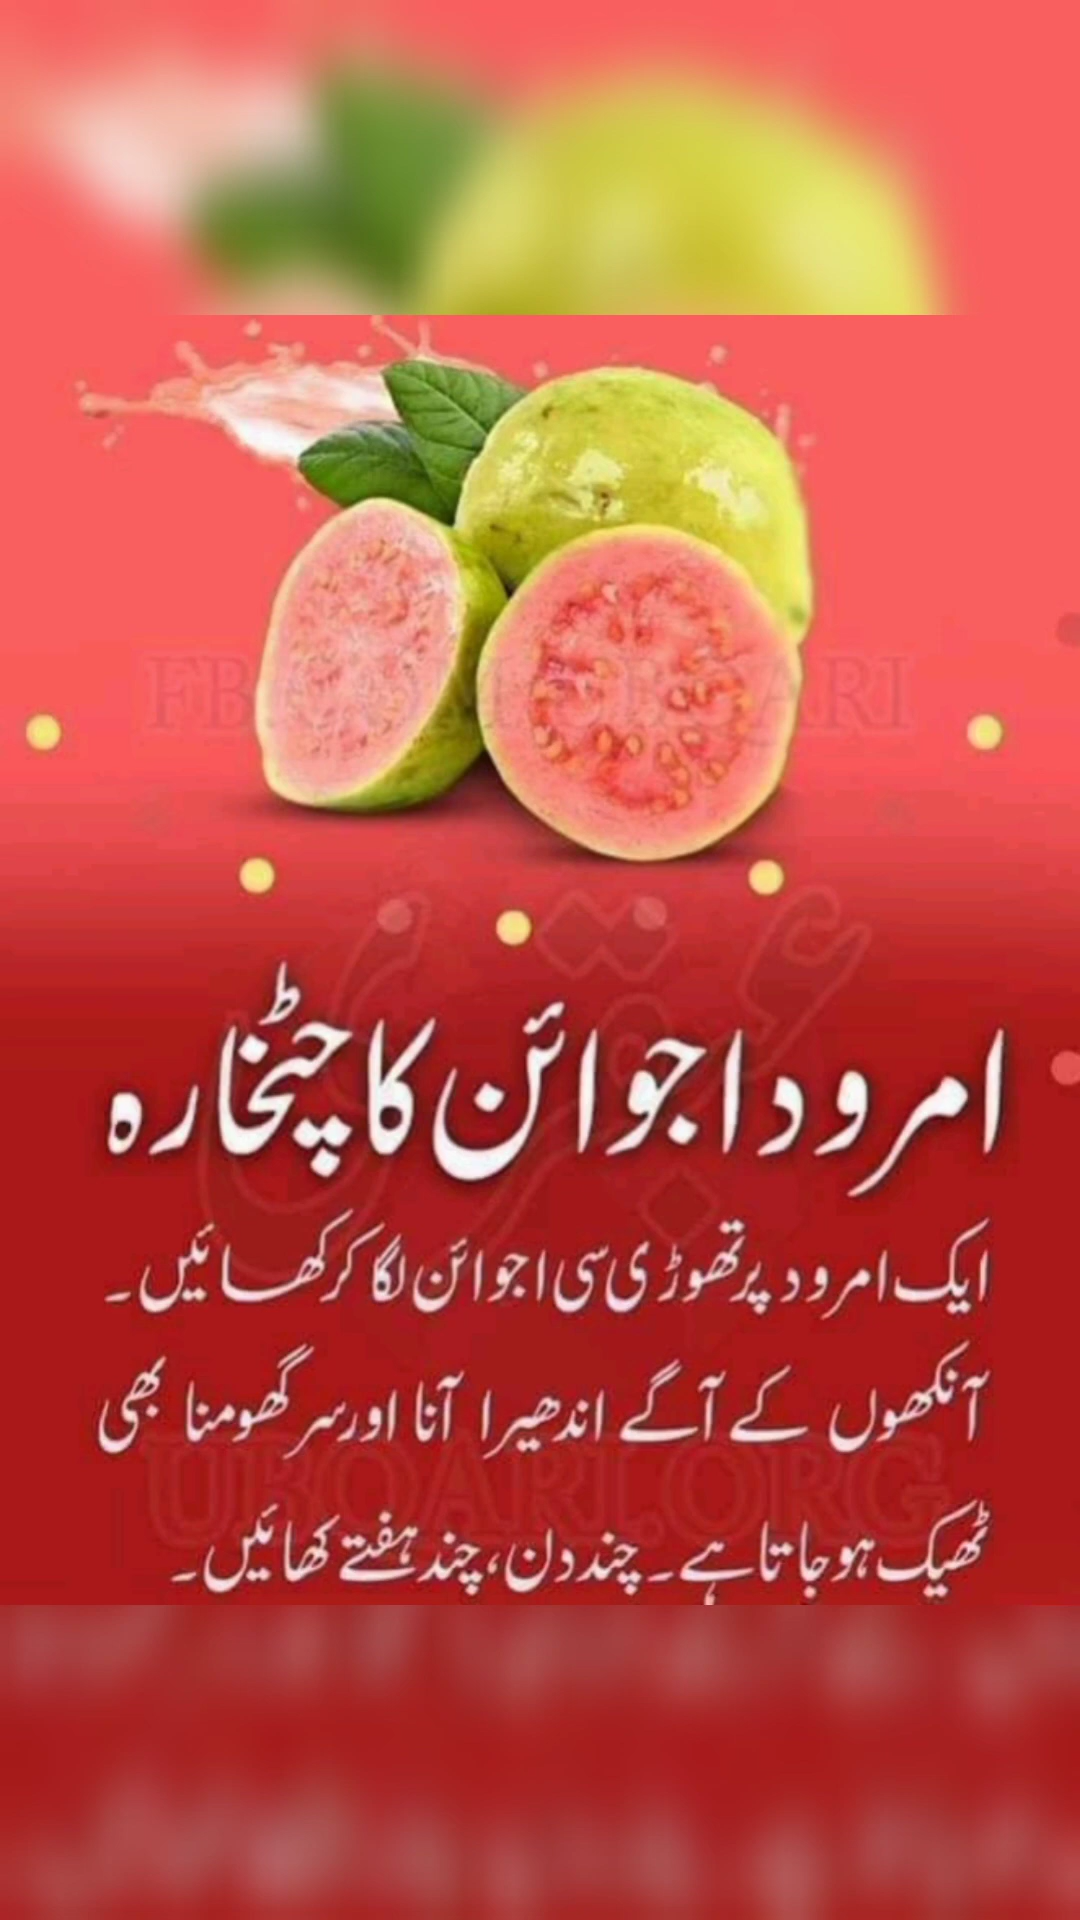 امرود اجوائن کا چٹخارہ
ایک امرود پر تھوڑی سی اجوائن لگا کر کھائیں۔
آنکھوں کے آگے اندھیرا آنا اور سر گھومنا بھی
ٹھیک ہو جاتا ہے۔ چند دن، چند ہفتے کھائیں۔
UBQARI.ORG